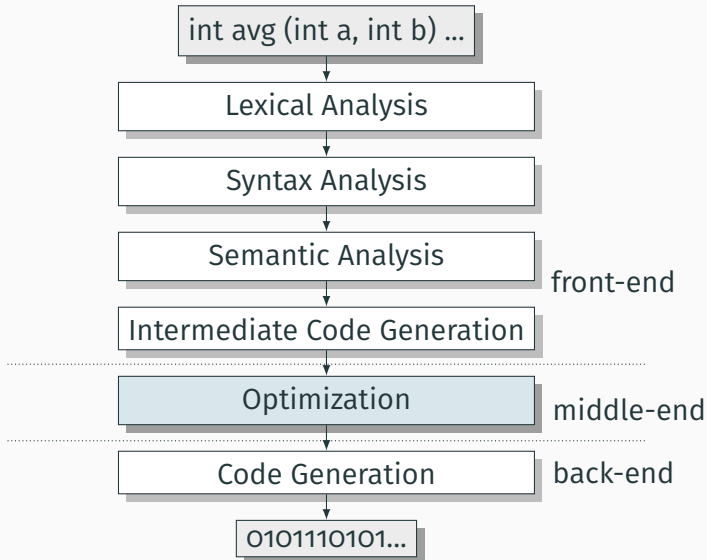 int avg (int a, int b) ...
Lexical Analysis
Syntax Analysis
Semantic Analysis
front-end
Intermediate Code Generation
Optimization
middle-end
Code Generation
back-end
0101110101...